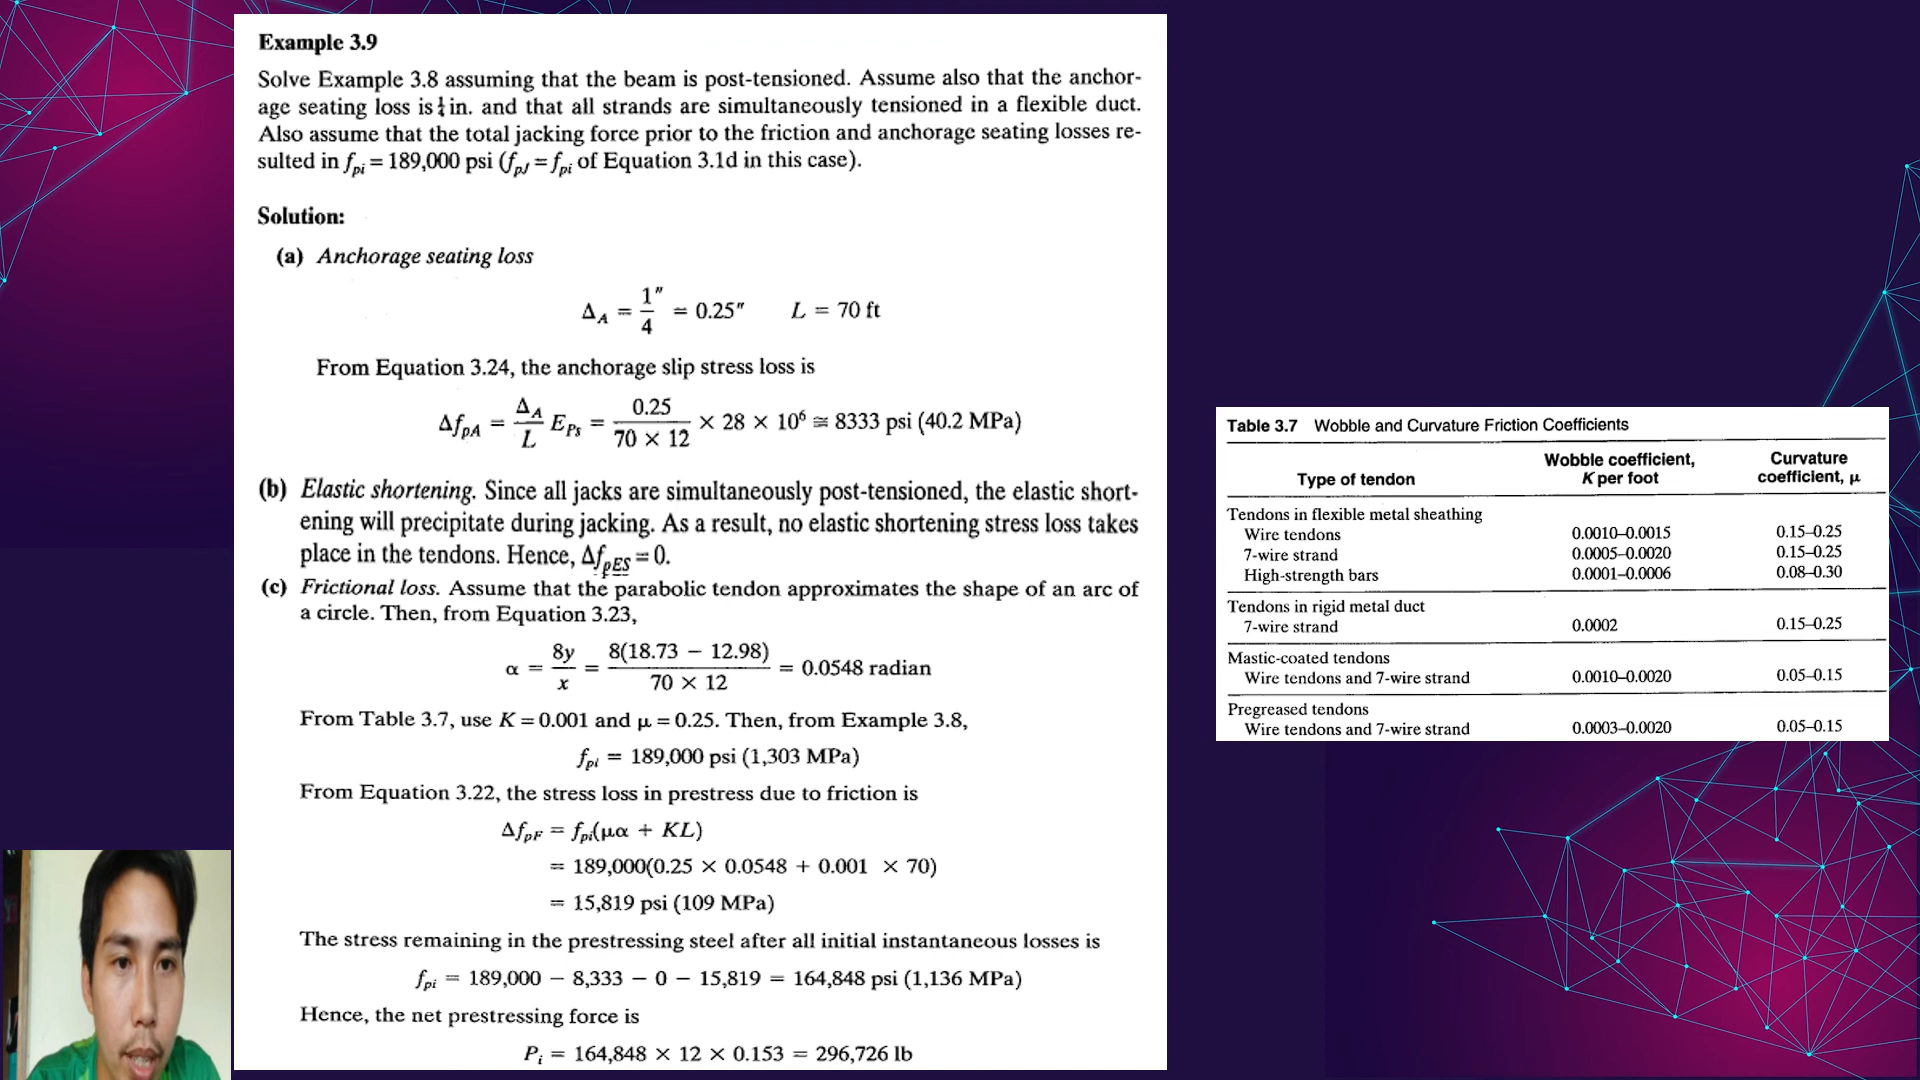 Example 3.9
Solve Example 3.8 assuming that the beam is post-tensioned. Assume also that the anchor-
age seating loss is ¼ in. and that all strands are simultaneously tensioned in a flexible duct.
Also assume that the total jacking force prior to the friction and anchorage seating losses re-
sulted in f_pi = 189,000 psi (f_pJ = f_pi of Equation 3.1d in this case).
Solution:
(a) Anchorage seating loss
Δ_A = 1″/4 = 0.25″ L = 70 ft
From Equation 3.24, the anchorage slip stress loss is
Δf_pA = Δ_A/L E_Ps = 0.25/(70 × 12) × 28 × 10⁶ ≅ 8333 psi (40.2 MPa)
(b) Elastic shortening. Since all jacks are simultaneously post-tensioned, the elastic short-
ening will precipitate during jacking. As a result, no elastic shortening stress loss takes
place in the tendons. Hence, Δf_pES = 0.
(c) Frictional loss. Assume that the parabolic tendon approximates the shape of an arc of
a circle. Then, from Equation 3.23,
α = 8y/x = 8(18.73 − 12.98)/(70 × 12) = 0.0548 radian
From Table 3.7, use K = 0.001 and μ = 0.25. Then, from Example 3.8,
f_pi = 189,000 psi (1,303 MPa)
From Equation 3.22, the stress loss in prestress due to friction is
Δf_pF = f_pi(μα + KL)
= 189,000(0.25 × 0.0548 + 0.001 × 70)
= 15,819 psi (109 MPa)
The stress remaining in the prestressing steel after all initial instantaneous losses is
f_pi = 189,000 − 8,333 − 0 − 15,819 = 164,848 psi (1,136 MPa)
Hence, the net prestressing force is
P_i = 164,848 × 12 × 0.153 = 296,726 lb
Table 3.7 Wobble and Curvature Friction Coefficients
Type of tendon Wobble coefficient, K per foot Curvature coefficient, μ
Tendons in flexible metal sheathing
Wire tendons 0.0010–0.0015 0.15–0.25
7-wire strand 0.0005–0.0020 0.15–0.25
High-strength bars 0.0001–0.0006 0.08–0.30
Tendons in rigid metal duct
7-wire strand 0.0002 0.15–0.25
Mastic-coated tendons
Wire tendons and 7-wire strand 0.0010–0.0020 0.05–0.15
Pregreased tendons
Wire tendons and 7-wire strand 0.0003–0.0020 0.05–0.15